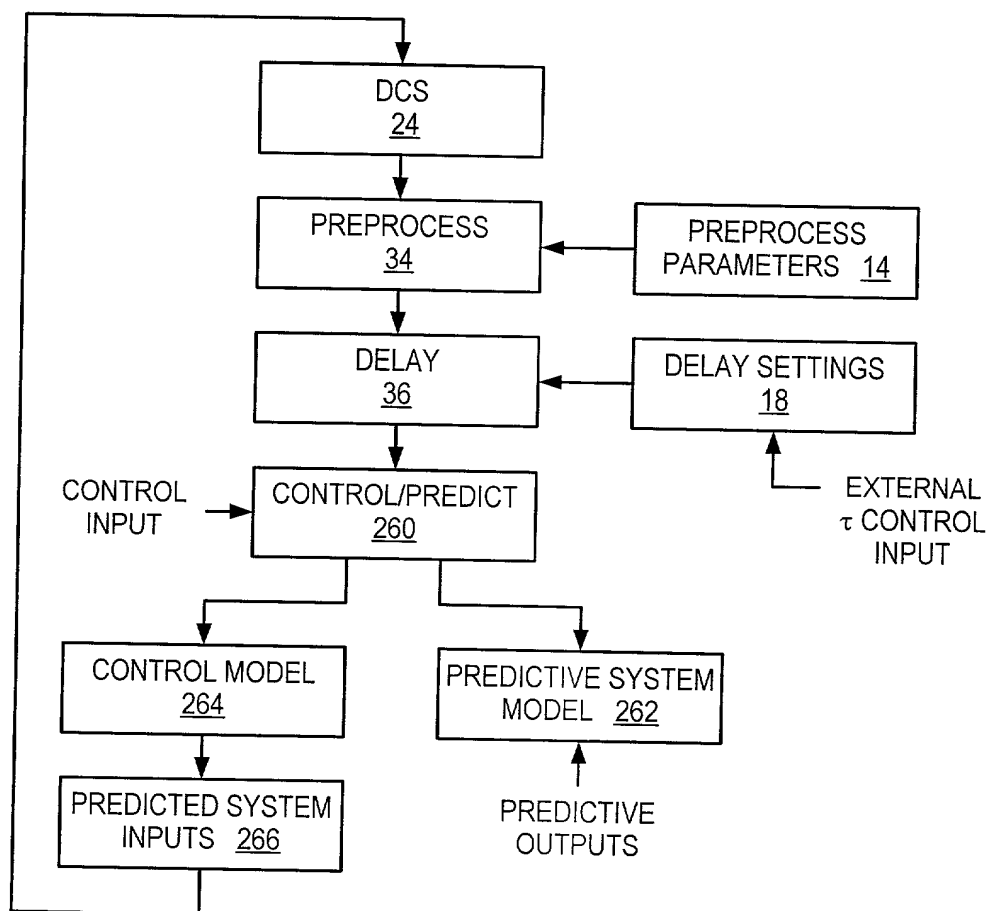 DCS
24
PREPROCESS
34
PREPROCESS
PARAMETERS 14
DELAY
36
DELAY SETTINGS
18
CONTROL
INPUT
CONTROL/PREDICT
260
EXTERNAL
τ CONTROL
INPUT
CONTROL MODEL
264
PREDICTIVE SYSTEM
MODEL 262
PREDICTED SYSTEM
INPUTS 266
PREDICTIVE
OUTPUTS